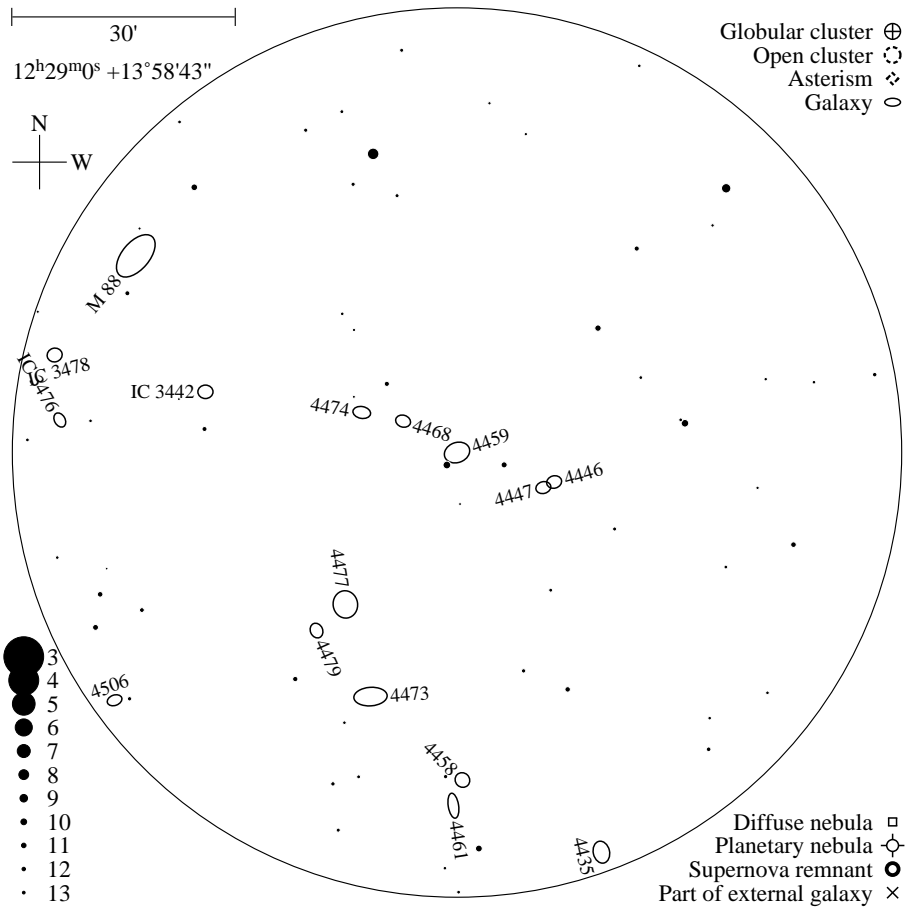 30'
12ʰ29ᵐ0ˢ +13°58'43"
N
W
Globular cluster
Open cluster
Asterism
Galaxy
M 88
IC 3478
IC 3476
IC 3442
4474
4468
4459
4447
4446
4477
4479
4473
4506
4458
4461
4435
3
4
5
6
7
8
9
10
11
12
13
Diffuse nebula
Planetary nebula
Supernova remnant
Part of external galaxy